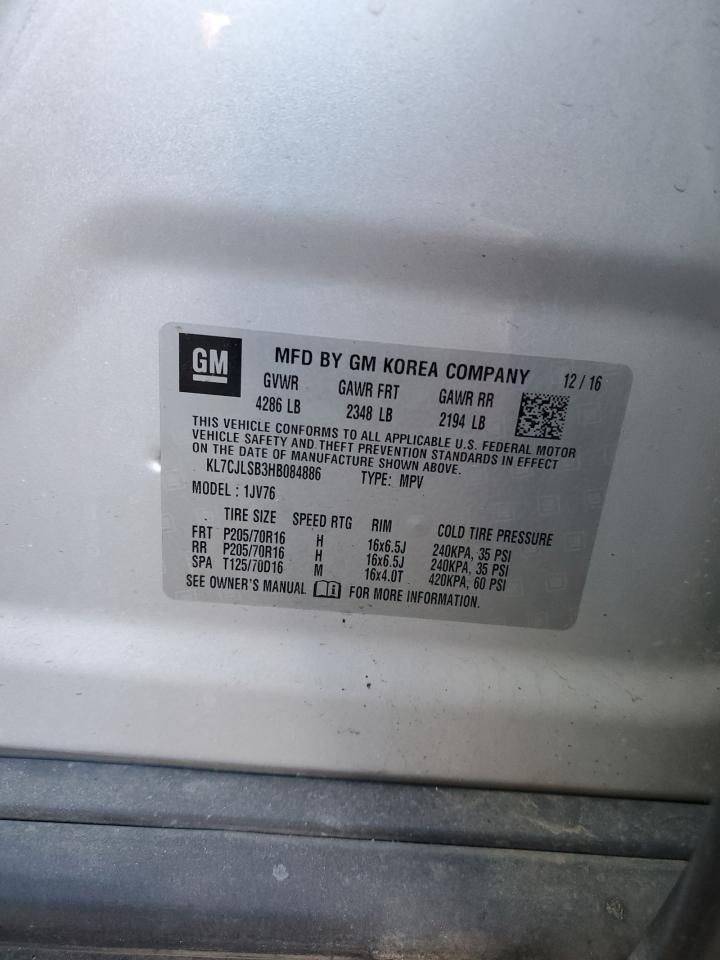 GM
MFD BY GM KOREA COMPANY 12 / 16
GVWR GAWR FRT GAWR RR
4286 LB 2348 LB 2194 LB
THIS VEHICLE CONFORMS TO ALL APPLICABLE U.S. FEDERAL MOTOR
VEHICLE SAFETY AND THEFT PREVENTION STANDARDS IN EFFECT
ON THE DATE OF MANUFACTURE SHOWN ABOVE.
KL7CJLSB3HB084886 TYPE: MPV
MODEL : 1JV76
TIRE SIZE SPEED RTG RIM COLD TIRE PRESSURE
FRT P205/70R16 H 16x6.5J 240KPA, 35 PSI
RR P205/70R16 H 16x6.5J 240KPA, 35 PSI
SPA T125/70D16 M 16x4.0T 420KPA, 60 PSI
SEE OWNER'S MANUAL FOR MORE INFORMATION.